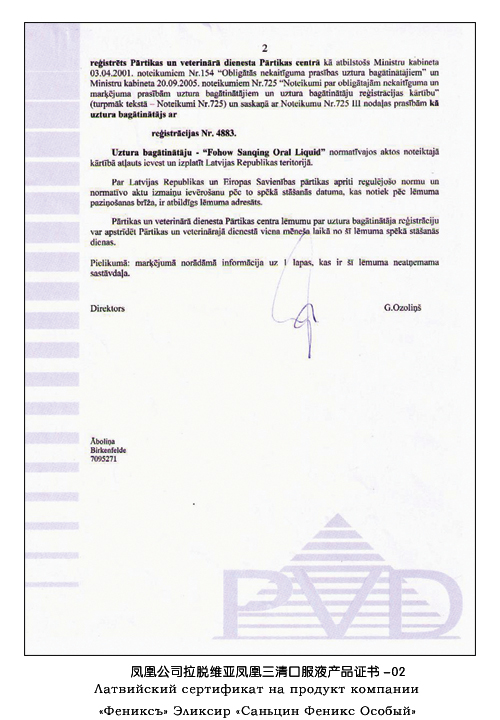 2
reģistrēts Pārtikas un veterinārā dienesta Pārtikas centrā kā atbilstošs Ministru kabineta
03.04.2001. noteikumiem Nr.154 “Obligātās nekaitīguma prasības uztura bagātinātājiem” un
Ministru kabineta 20.09.2005. noteikumiem Nr.725 “Noteikumi par obligātajām nekaitīguma un
marķējuma prasībām uztura bagātinātājiem un uztura bagātinātāju reģistrācijas kārtību”
(turpmāk tekstā – Noteikumi Nr.725) un saskaņā ar Noteikumu Nr.725 III nodaļas prasībām kā
uztura bagātinātājs ar
reģistrācijas Nr. 4883.
Uztura bagātinātāju - “Fohow Sanqing Oral Liquid” normatīvajos aktos noteiktajā
kārtībā atļauts ievest un izplatīt Latvijas Republikas teritorijā.
Par Latvijas Republikas un Eiropas Savienības pārtikas apriti regulējošo normu un
normatīvo aktu izmaiņu ievērošanu pēc to spēkā stāšanās datuma, kas notiek pēc lēmuma
paziņošanas brīža, ir atbildīgs lēmuma adresāts.
Pārtikas un veterinārā dienesta Pārtikas centra lēmumu par uztura bagātinātāja reģistrāciju
var apstrīdēt Pārtikas un veterinārajā dienestā viena mēneša laikā no šī lēmuma spēkā stāšanās
dienas.
Pielikumā: marķējumā norādāmā informācija uz 1 lapas, kas ir šī lēmuma neatņemama
sastāvdaļa.
Direktors G.Ozoliņš
Āboliņa
Birkenfelde
7095271
PVD
凤凰公司拉脱维亚凤凰三清口服液产品证书 -02
Латвийский сертификат на продукт компании
«Фениксъ» Эликсир «Саньцин Феникс Особый»